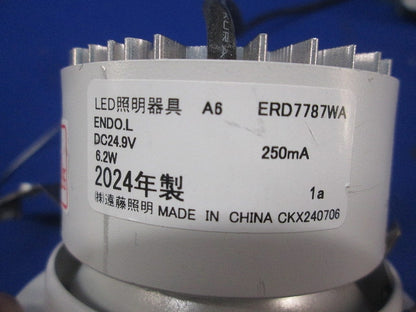 LED照明器具 A6 ERD7787WA
ENDO.L
DC24.9V 250mA
6.2W
2024年製 1a
㈱遠藤照明 MADE IN CHINA CKX240706